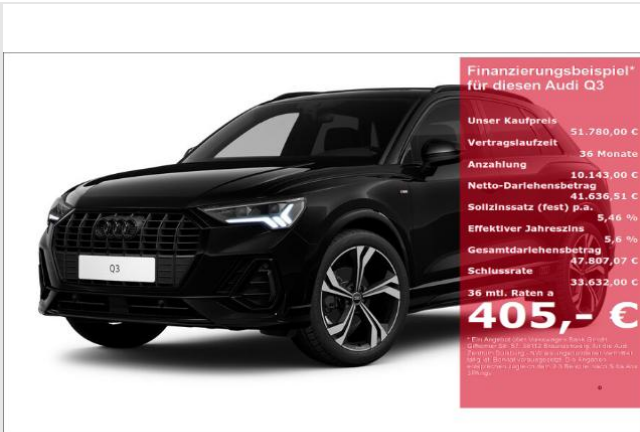 Finanzierungsbeispiel*
für diesen Audi Q3
Unser Kaufpreis
51.780,00 €
Vertragslaufzeit
36 Monate
Anzahlung
10.143,00 €
Netto-Darlehensbetrag
41.636,51 €
Sollzinssatz (fest) p.a.
5,46 %
Effektiver Jahreszins
5,6 %
Gesamtdarlehensbetrag
47.807,07 €
Schlussrate
33.632,00 €
36 mtl. Raten a
405,- €
* Ein Angebot
Q3